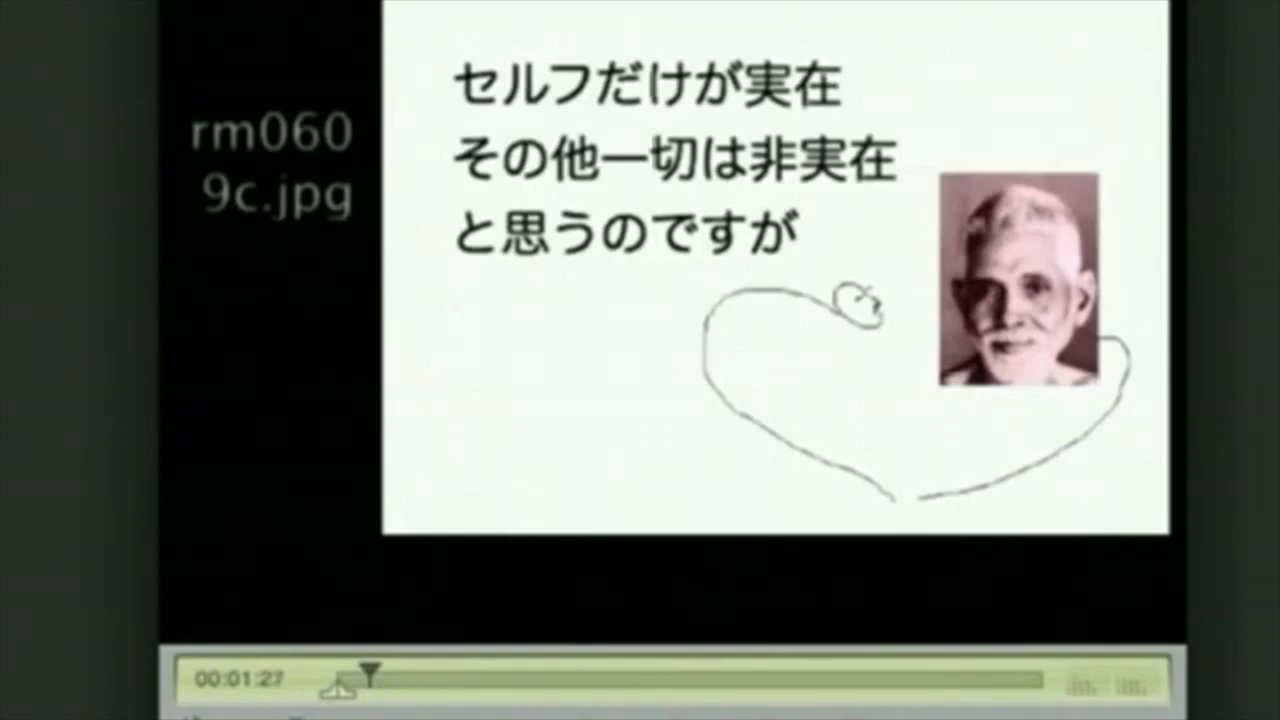 rm060
9c.jpg
セルフだけが実在
その他一切は非実在
と思うのですが
00:01:27